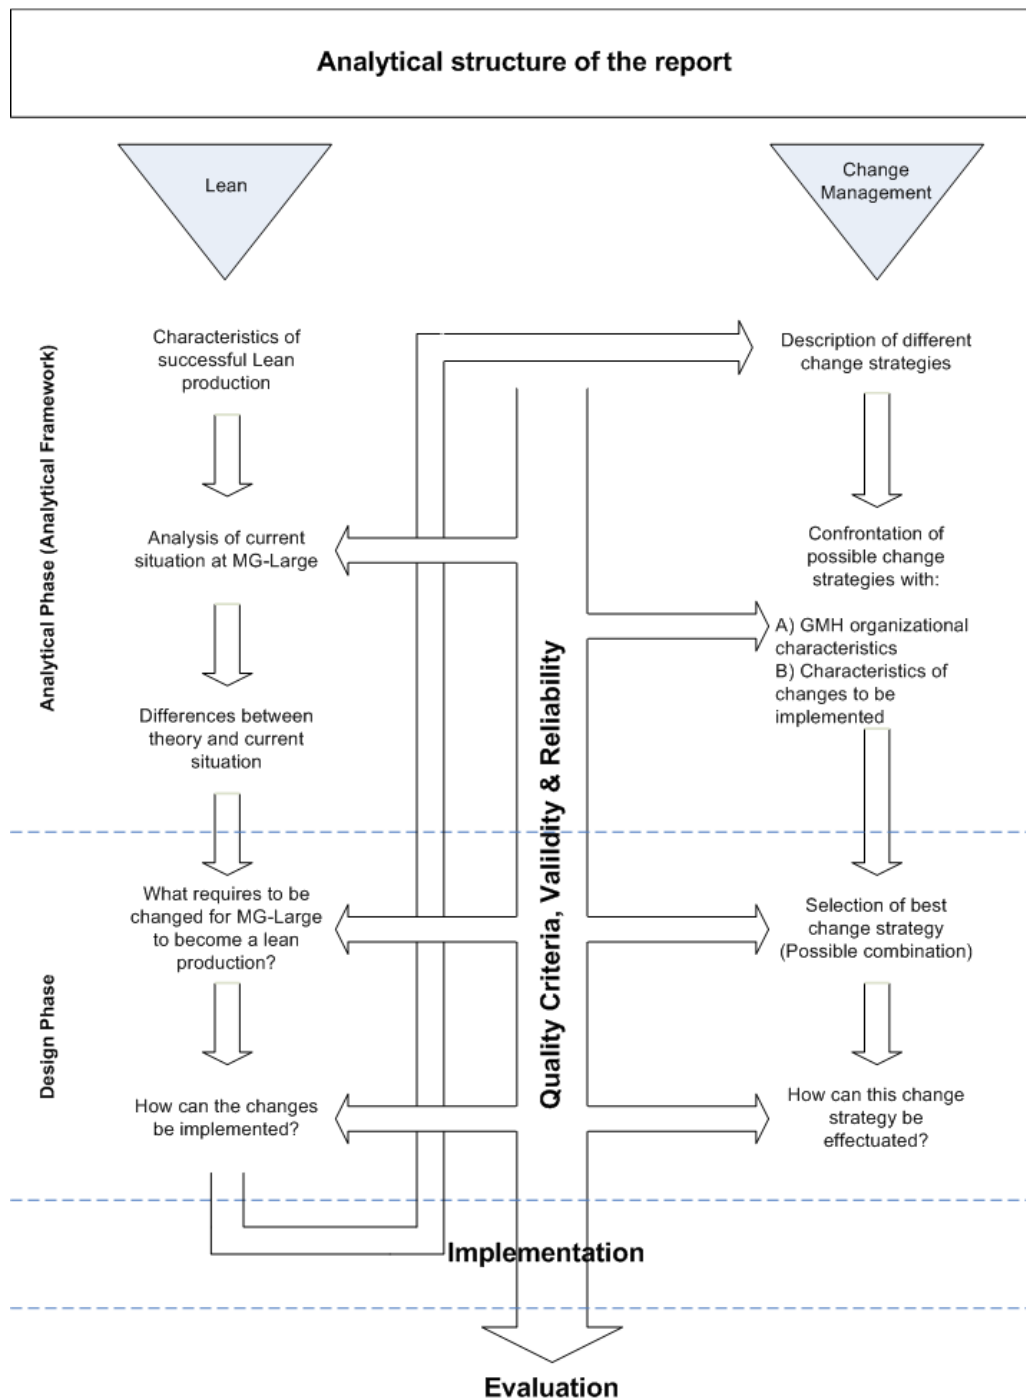 Analytical structure of the report
Lean
Change
Management
Analytical Phase (Analytical Framework)
Characteristics of
successful Lean
production
Analysis of current
situation at MG-Large
Differences between
theory and current
situation
Description of different
change strategies
Confrontation of
possible change
strategies with:
A) GMH organizational
characteristics
B) Characteristics of
changes to be
implemented
Quality Criteria, Valildity & Reliability
Design Phase
What requires to be
changed for MG-Large
to become a lean
production?
How can the changes
be implemented?
Selection of best
change strategy
(Possible combination)
How can this change
strategy be
effectuated?
Implementation
Evaluation